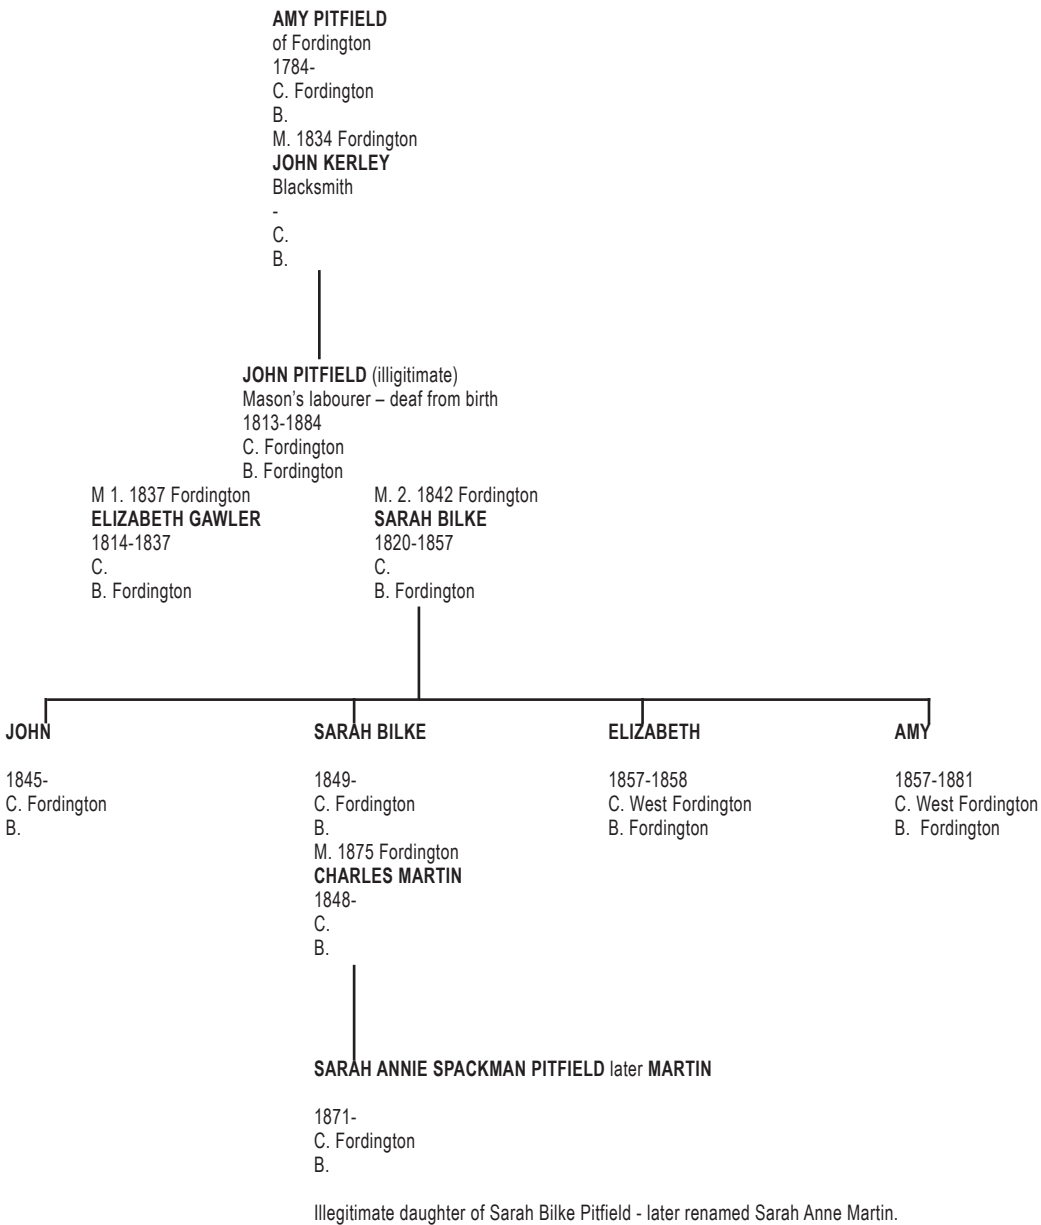 AMY PITFIELD
of Fordington
1784-
C. Fordington
B.
M. 1834 Fordington
JOHN KERLEY
Blacksmith
-
C.
B.
JOHN PITFIELD (illigitimate)
Mason's labourer – deaf from birth
1813-1884
C. Fordington
B. Fordington
M 1. 1837 Fordington
ELIZABETH GAWLER
1814-1837
C.
B. Fordington
M. 2. 1842 Fordington
SARAH BILKE
1820-1857
C.
B. Fordington
JOHN
1845-
C. Fordington
B.
SARAH BILKE
1849-
C. Fordington
B.
M. 1875 Fordington
CHARLES MARTIN
1848-
C.
B.
ELIZABETH
1857-1858
C. West Fordington
B. Fordington
AMY
1857-1881
C. West Fordington
B. Fordington
SARAH ANNIE SPACKMAN PITFIELD later MARTIN
1871-
C. Fordington
B.
Illegitimate daughter of Sarah Bilke Pitfield - later renamed Sarah Anne Martin.